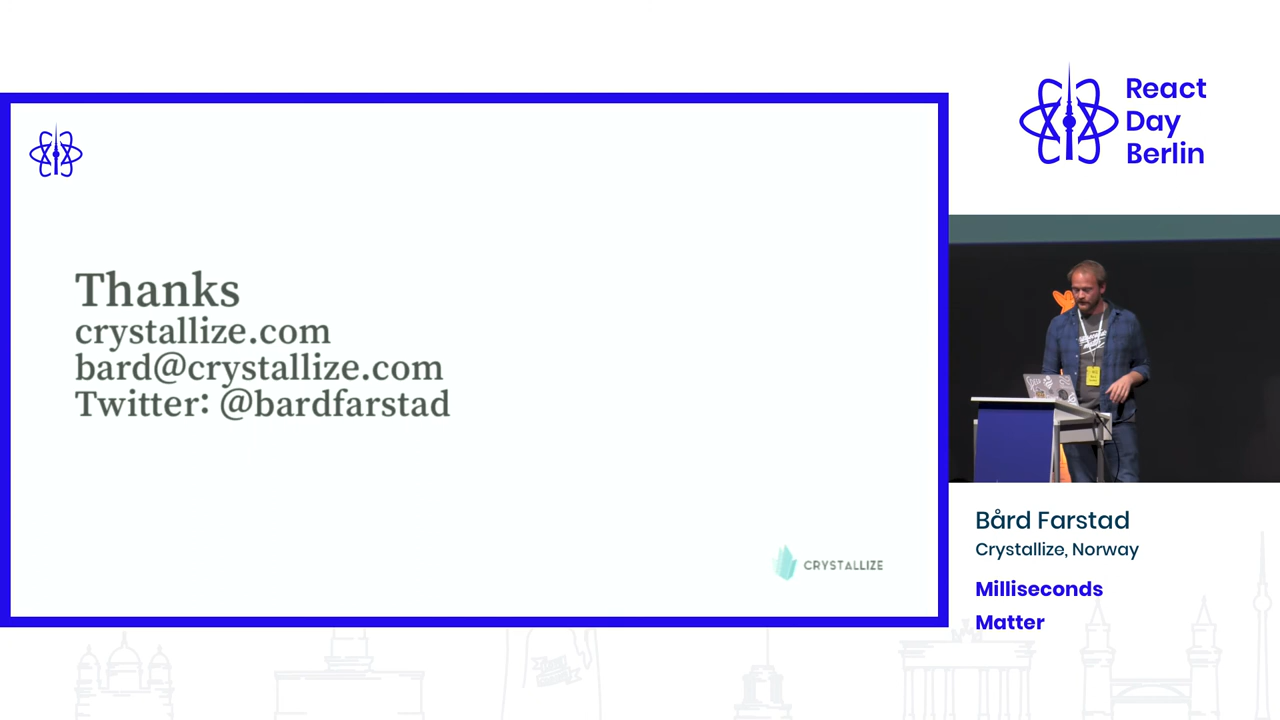 Thanks
crystallize.com
bard@crystallize.com
Twitter: @bardfarstad
CRYSTALLIZE
React
Day
Berlin
Bård Farstad
Crystallize, Norway
Milliseconds
Matter